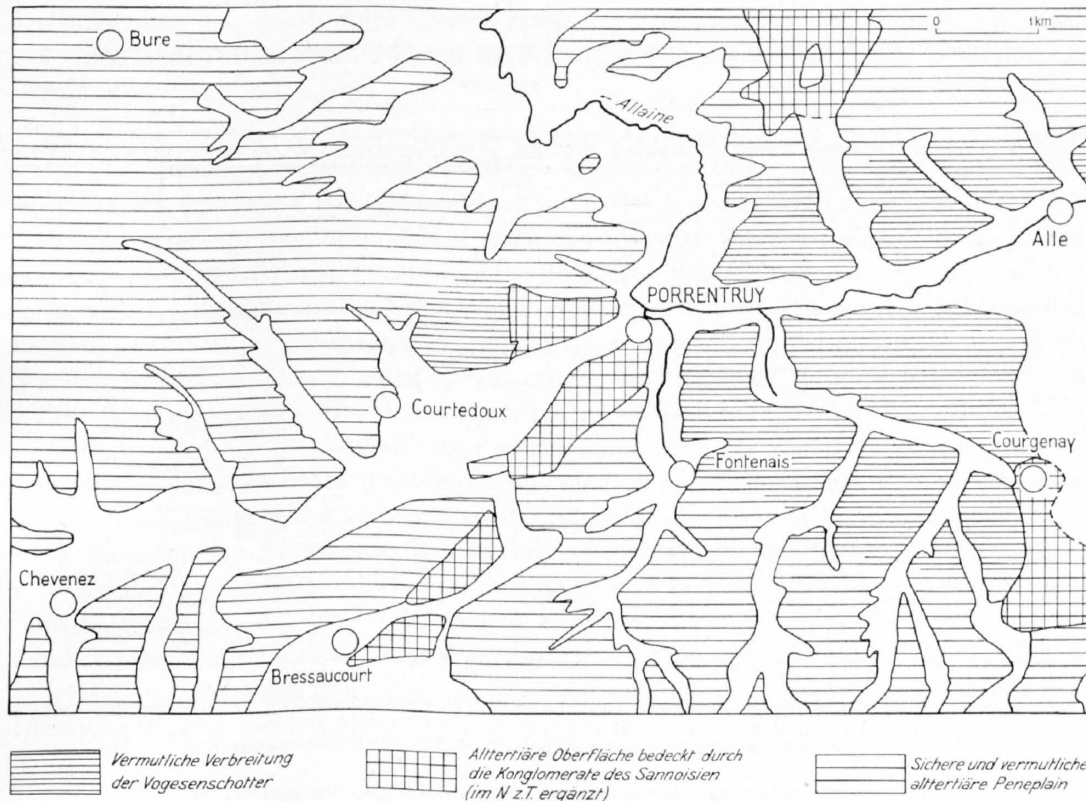 Bure
0 1km
Allaine
Alle
PORRENTRUY
Courtedoux
Courgenay
Fontenais
Chevenez
Bressaucourt
Vermutliche Verbreitung
der Vogesenschotter
Alttertiäre Oberfläche bedeckt durch
die Konglomerate des Sannoisien
(im N z.T. ergänzt)
Sichere und vermutliche
alttertiäre Peneplain